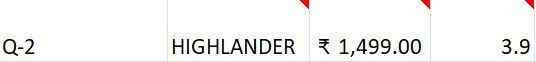 Q-2 HIGHLANDER ₹ 1,499.00 3.9